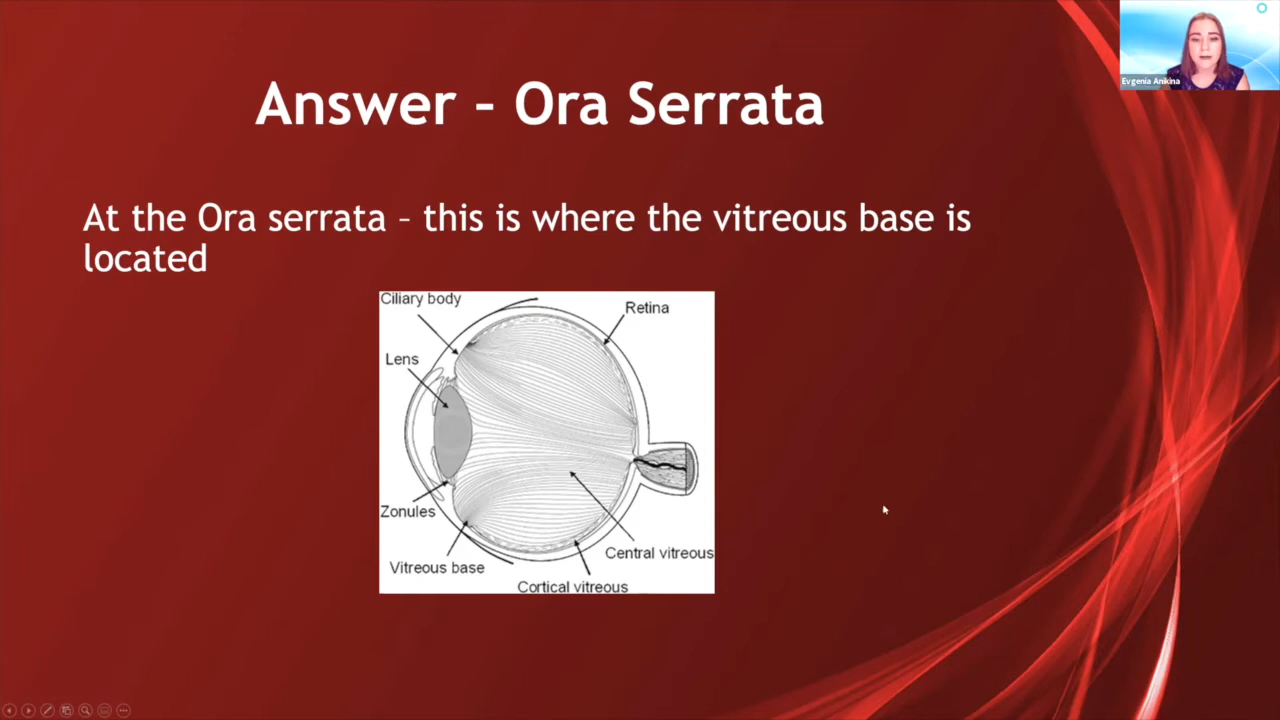 Evgenia Anikina
Answer – Ora Serrata
At the Ora serrata – this is where the vitreous base is
located
Ciliary body
Retina
Lens
Zonules
Vitreous base
Central vitreous
Cortical vitreous